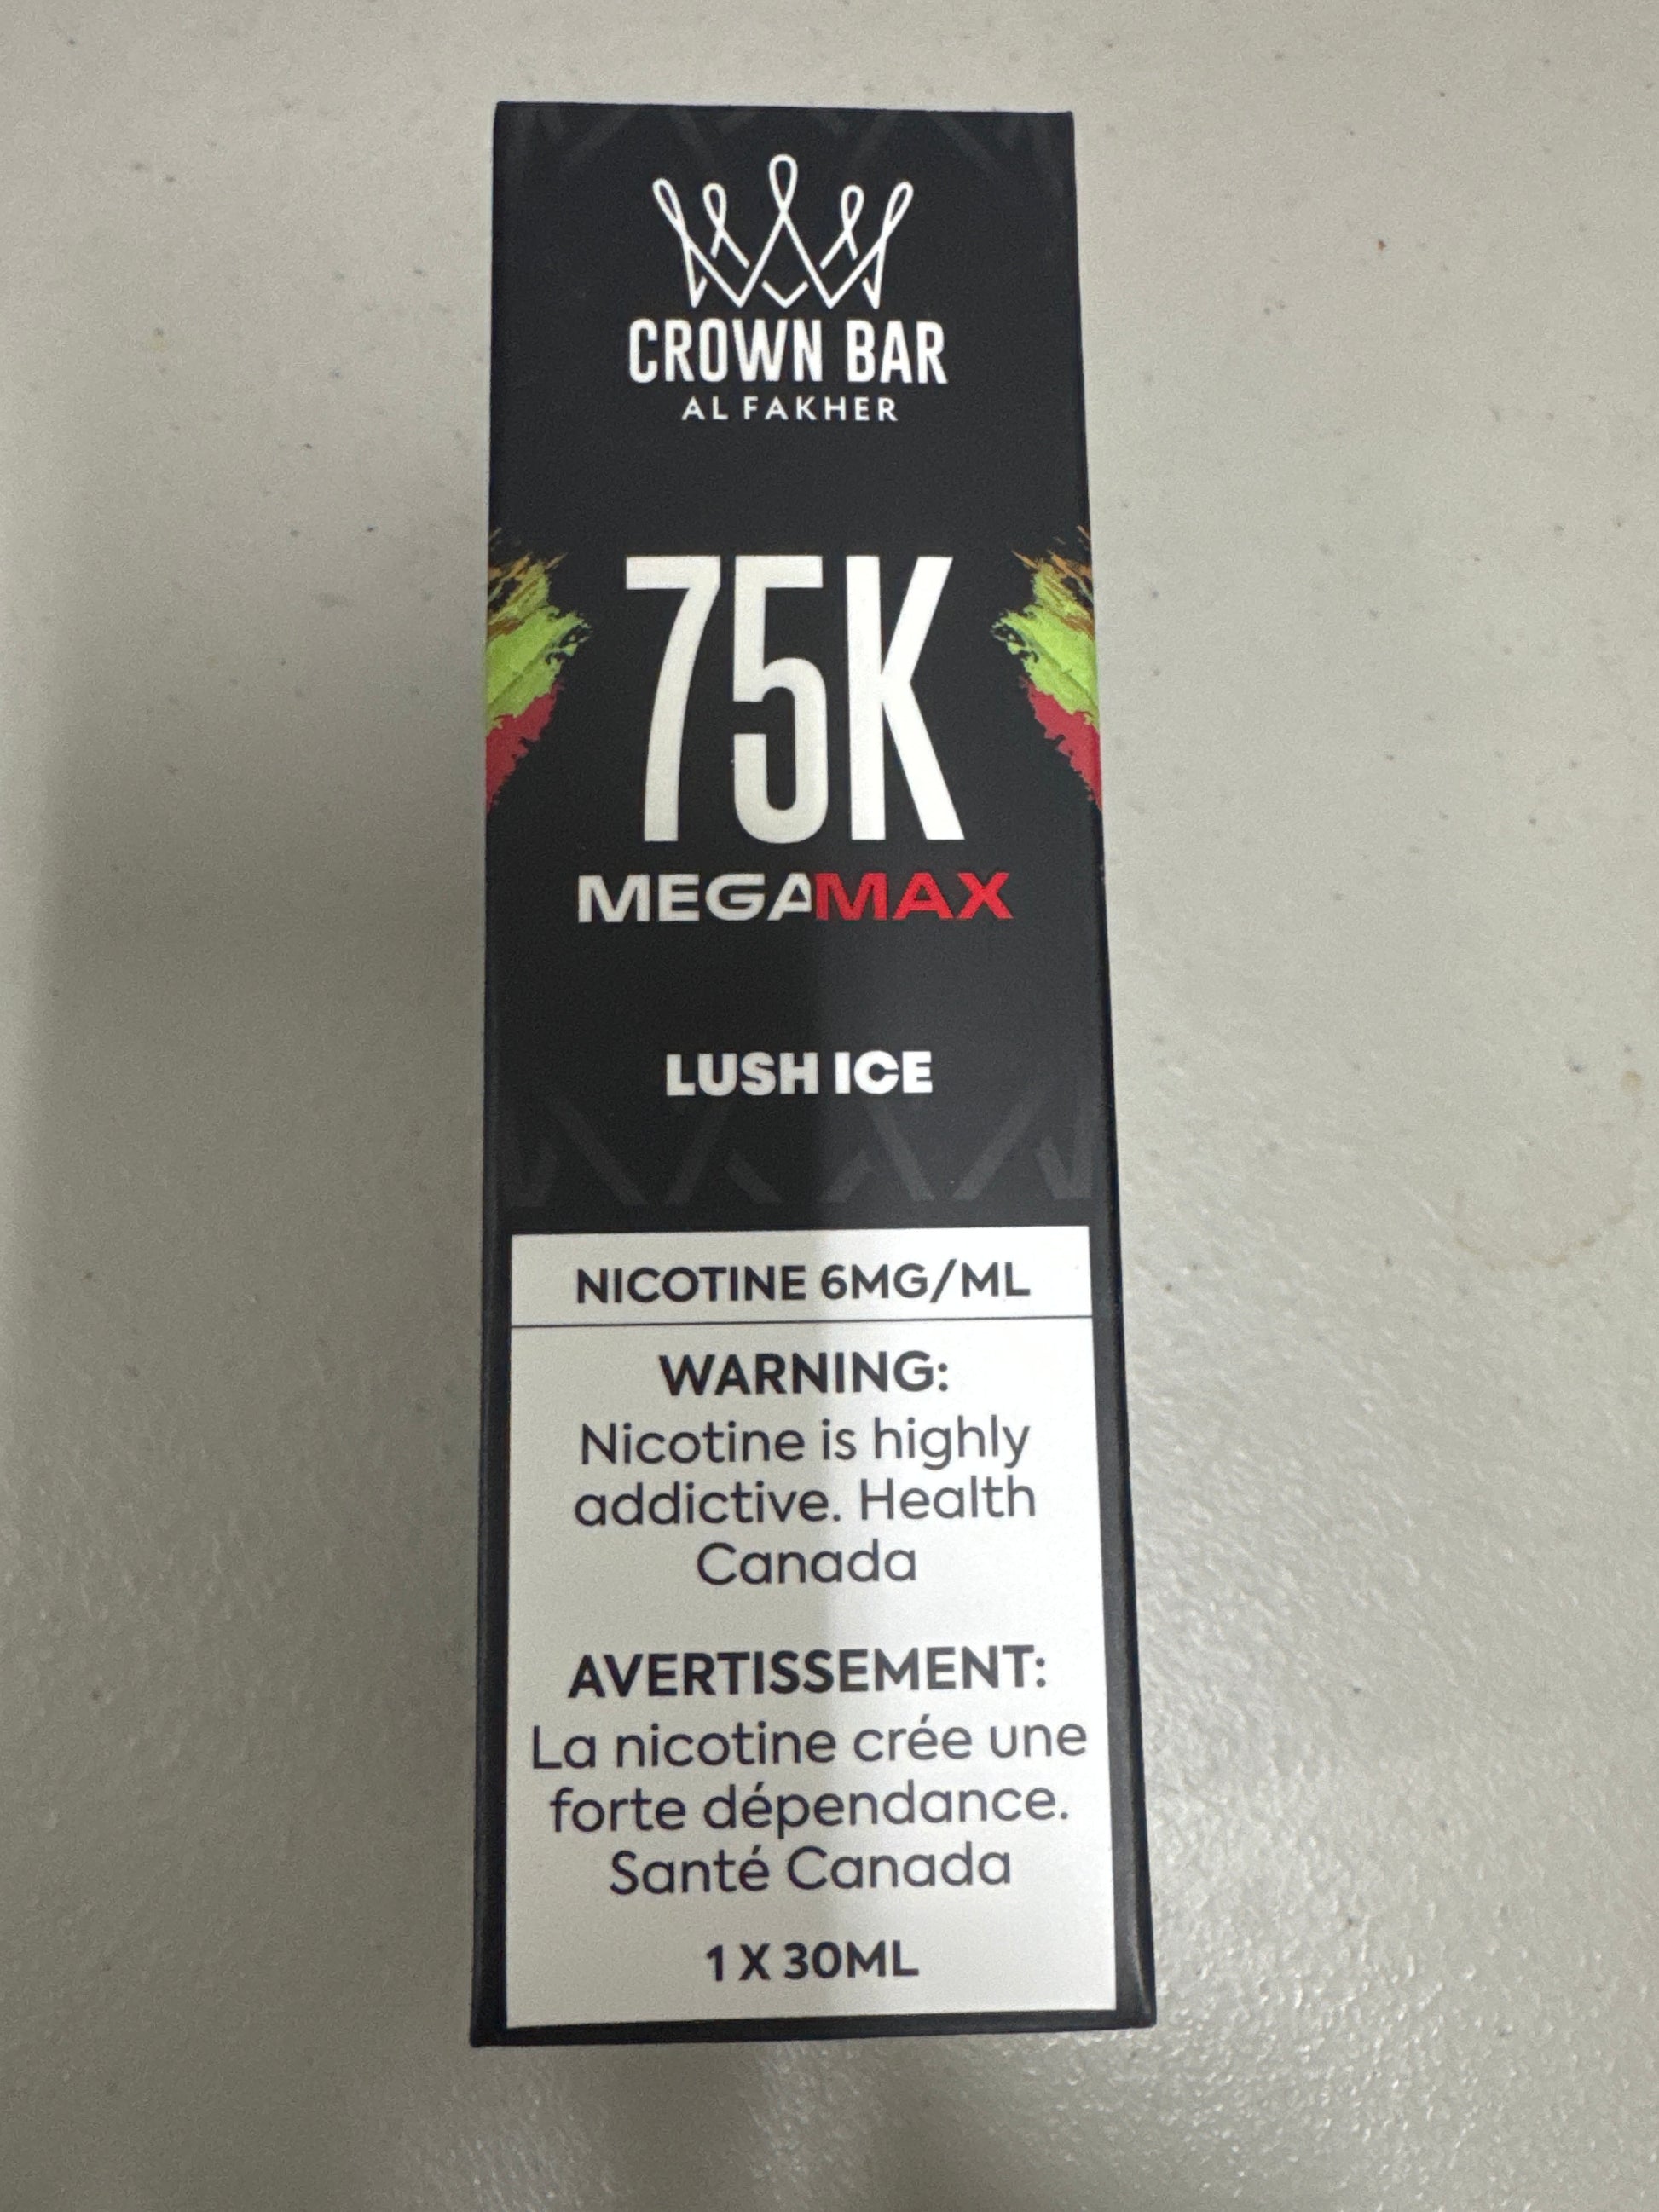 CROWN BAR
AL FAKHER
75K
MEGAMAX
LUSH ICE
NICOTINE 6MG/ML
WARNING:
Nicotine is highly
addictive. Health
Canada
AVERTISSEMENT:
La nicotine crée une
forte dépendance.
Santé Canada
1 X 30ML